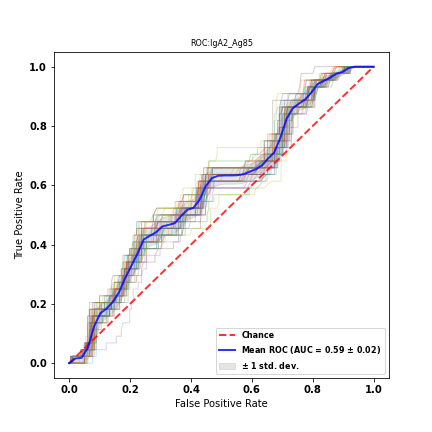 ROC:IgA2_Ag85
True Positive Rate
1.0
0.8
0.6
0.4
0.2
0.0
Chance
Mean ROC (AUC = 0.59 ± 0.02)
± 1 std. dev.
0.0 0.2 0.4 0.6 0.8 1.0
False Positive Rate